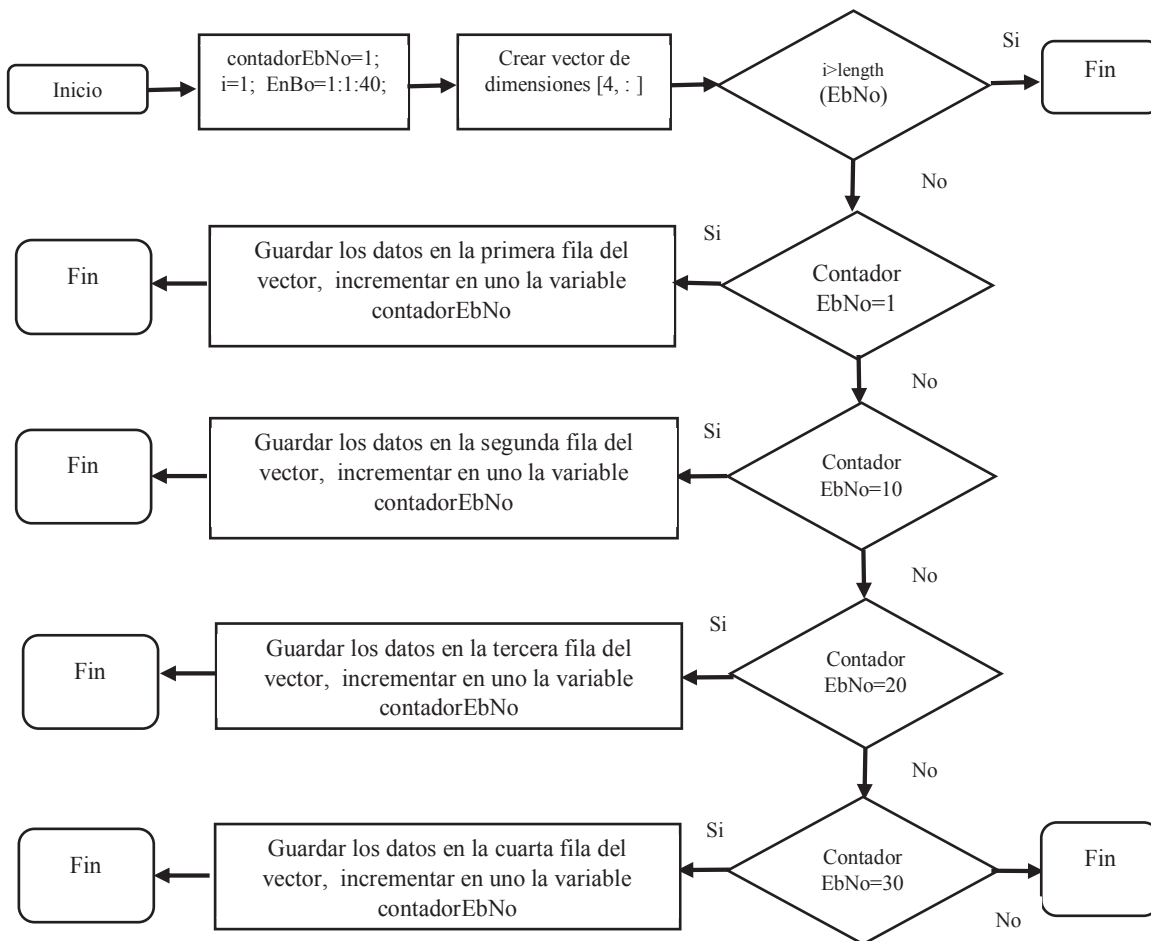 Inicio
contadorEbNo=1;
i=1; EnBo=1:1:40;
Crear vector de
dimensiones [4, : ]
i>length
(EbNo)
Si
Fin
No
Fin
Guardar los datos en la primera fila del
vector, incrementar en uno la variable
contadorEbNo
Si
Contador
EbNo=1
No
Fin
Guardar los datos en la segunda fila del
vector, incrementar en uno la variable
contadorEbNo
Si
Contador
EbNo=10
No
Fin
Guardar los datos en la tercera fila del
vector, incrementar en uno la variable
contadorEbNo
Si
Contador
EbNo=20
No
Fin
Guardar los datos en la cuarta fila del
vector, incrementar en uno la variable
contadorEbNo
Si
Contador
EbNo=30
No
Fin